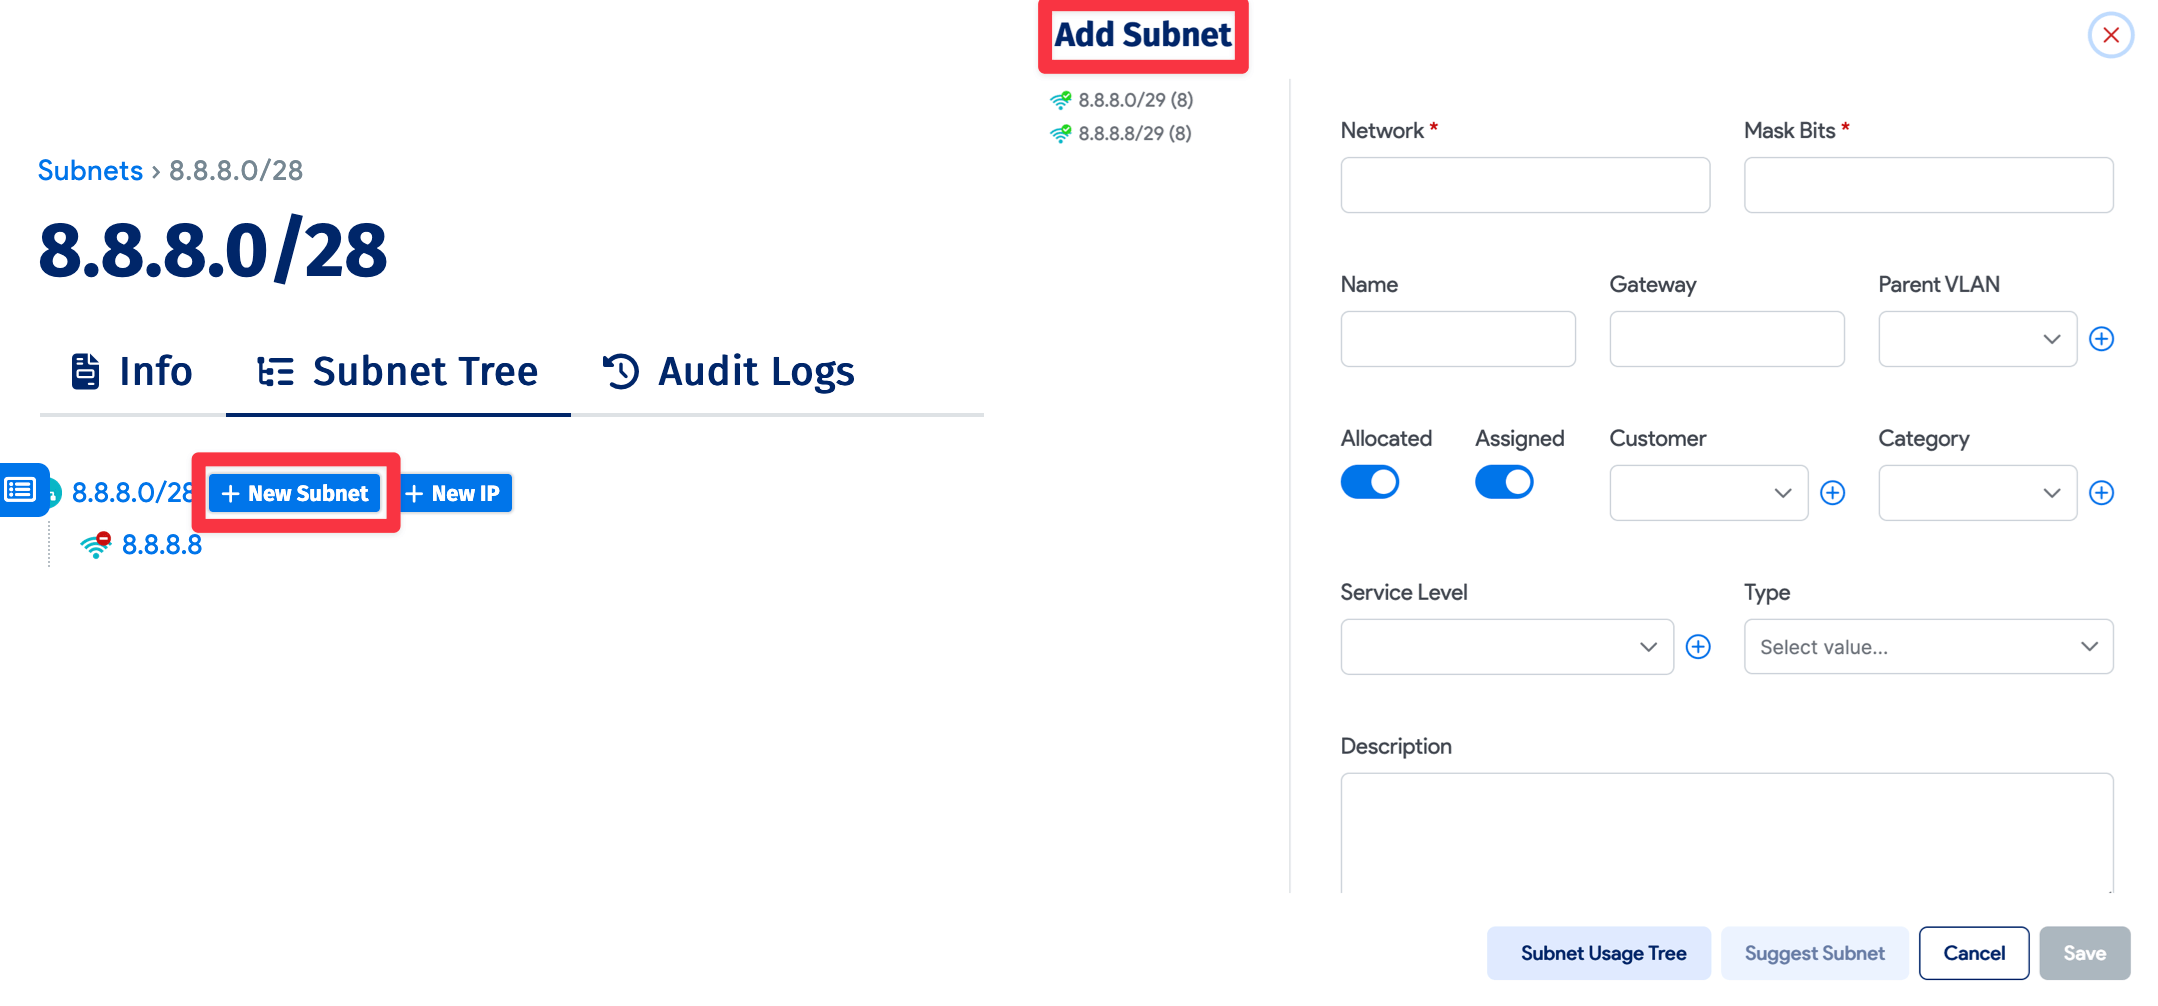 Subnets › 8.8.8.0/28
8.8.8.0/28
Info
Subnet Tree
Audit Logs
8.8.8.0/28
+ New Subnet
+ New IP
8.8.8.8
Add Subnet
8.8.8.0/29 (8)
8.8.8.8/29 (8)
Network *
Mask Bits *
Name
Gateway
Parent VLAN
Allocated
Assigned
Customer
Category
Service Level
Type
Select value...
Description
Subnet Usage Tree
Suggest Subnet
Cancel
Save